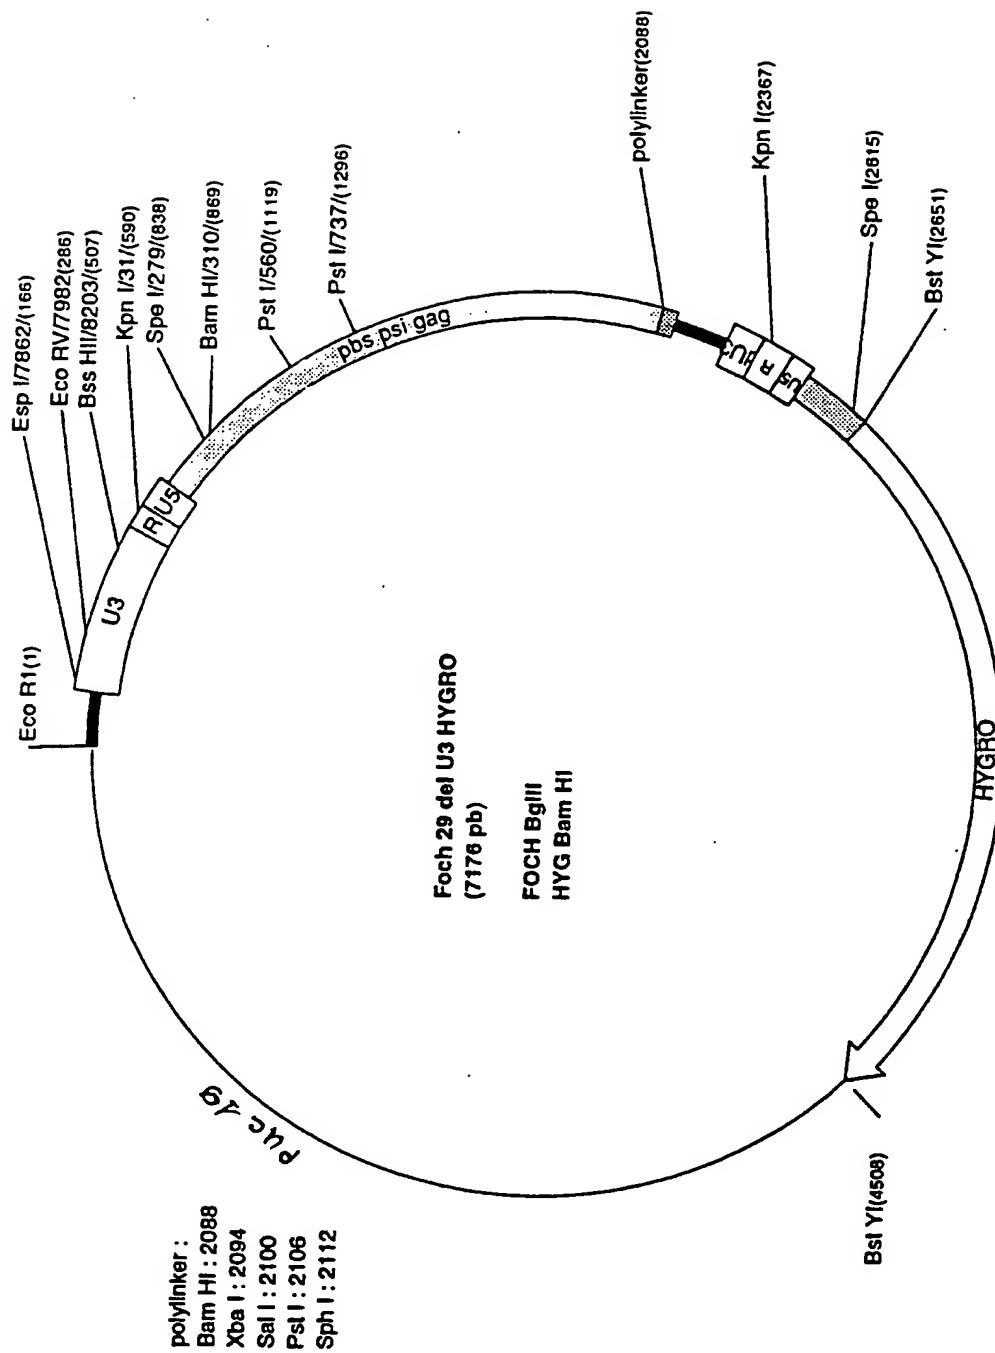 Eco R1(1)
Esp I/7862/(166)
Eco RV/7982(286)
Bss HII/8203/(507)
Kpn I/31/(590)
Spe I/279/(838)
Bam HI/310/(869)
Pst I/560/(1119)
Pst I/737/(1296)
polylinker(2088)
Kpn I(2367)
Spe I(2615)
Bst YI(2651)
U3
R
U5
pbs psi gag
dU3
R
U5
HYGRO
Foch 29 del U3 HYGRO
(7176 pb)
FOCH BglII
HYG Bam HI
puc 19
Bst YI(4508)
polylinker :
Bam HI : 2088
Xba I : 2094
Sal I : 2100
Pst I : 2106
Sph I : 2112